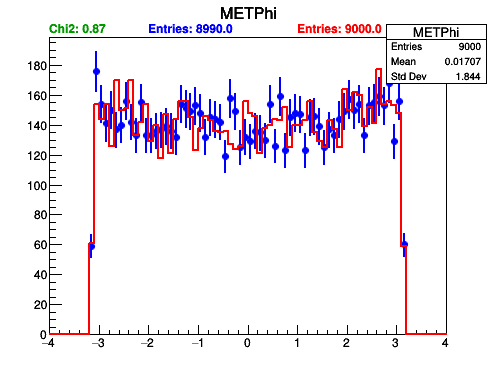 METPhi
Chi2: 0.87 Entries: 8990.0 Entries: 9000.0
METPhi
Entries 9000
Mean 0.01707
Std Dev 1.844
180
160
140
120
100
80
60
40
20
0
−4 −3 −2 −1 0 1 2 3 4